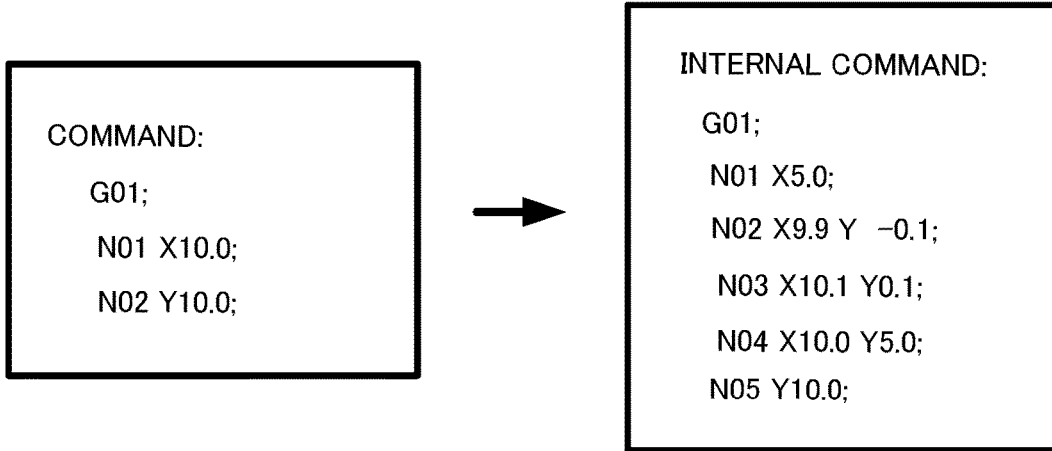 COMMAND:
G01;
N01 X10.0;
N02 Y10.0;
INTERNAL COMMAND:
G01;
N01 X5.0;
N02 X9.9 Y -0.1;
N03 X10.1 Y0.1;
N04 X10.0 Y5.0;
N05 Y10.0;